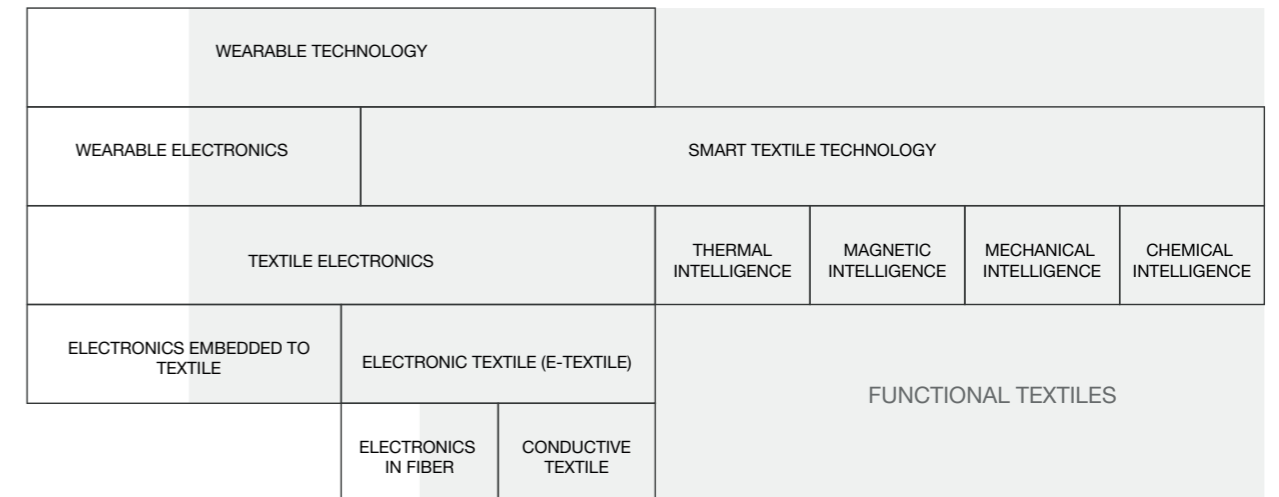 WEARABLE TECHNOLOGY
WEARABLE ELECTRONICS
SMART TEXTILE TECHNOLOGY
TEXTILE ELECTRONICS
THERMAL
INTELLIGENCE
MAGNETIC
INTELLIGENCE
MECHANICAL
INTELLIGENCE
CHEMICAL
INTELLIGENCE
ELECTRONICS EMBEDDED TO
TEXTILE
ELECTRONIC TEXTILE (E-TEXTILE)
FUNCTIONAL TEXTILES
ELECTRONICS
IN FIBER
CONDUCTIVE
TEXTILE